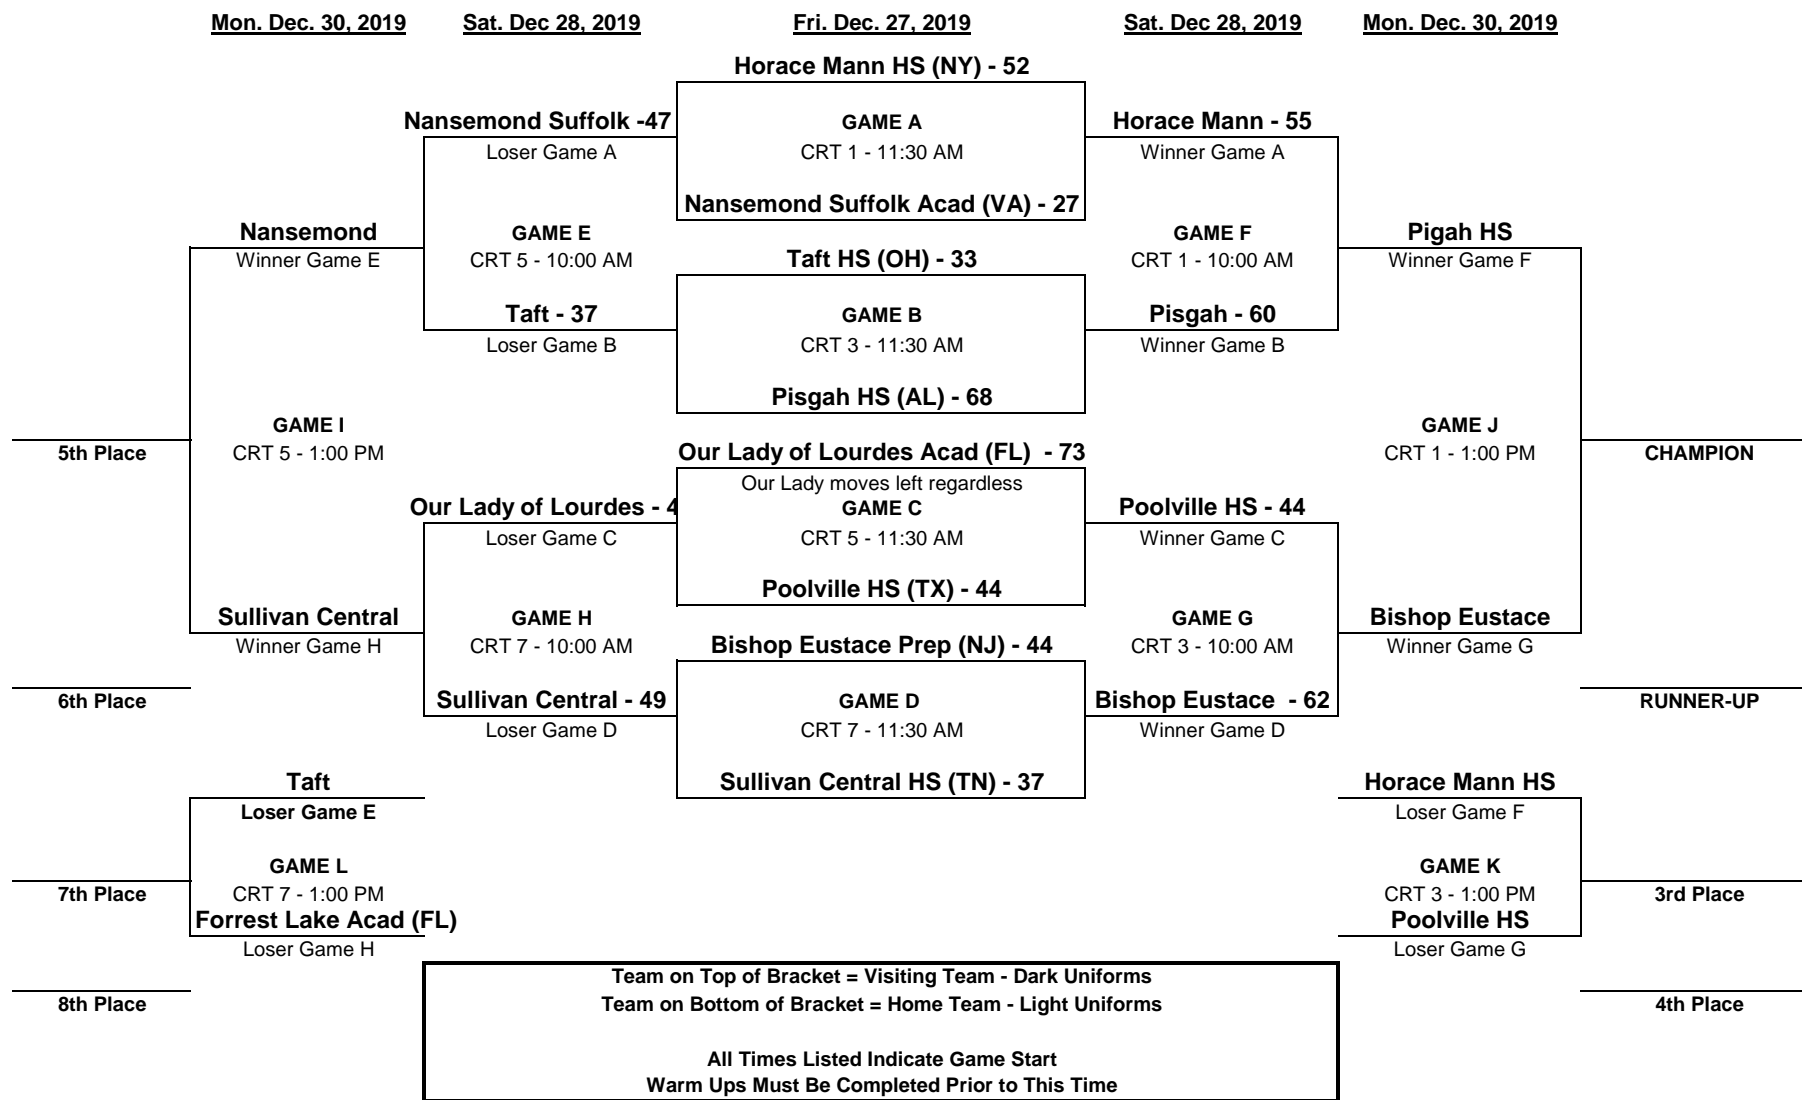 Mon. Dec. 30, 2019 Sat. Dec 28, 2019 Fri. Dec. 27, 2019 Sat. Dec 28, 2019 Mon. Dec. 30, 2019
Horace Mann HS (NY) - 52
Nansemond Suffolk -47 GAME A Horace Mann - 55
Loser Game A CRT 1 - 11:30 AM Winner Game A
Nansemond Suffolk Acad (VA) - 27
Nansemond GAME E GAME F Pigah HS
Winner Game E CRT 5 - 10:00 AM Taft HS (OH) - 33 CRT 1 - 10:00 AM Winner Game F
Taft - 37 GAME B Pisgah - 60
Loser Game B CRT 3 - 11:30 AM Winner Game B
Pisgah HS (AL) - 68
GAME I GAME J
5th Place CRT 5 - 1:00 PM Our Lady of Lourdes Acad (FL) - 73 CRT 1 - 1:00 PM CHAMPION
Our Lady moves left regardless
Our Lady of Lourdes - 4 GAME C Poolville HS - 44
Loser Game C CRT 5 - 11:30 AM Winner Game C
Poolville HS (TX) - 44
Sullivan Central GAME H GAME G Bishop Eustace
Winner Game H CRT 7 - 10:00 AM Bishop Eustace Prep (NJ) - 44 CRT 3 - 10:00 AM Winner Game G
6th Place Sullivan Central - 49 GAME D Bishop Eustace - 62 RUNNER-UP
Loser Game D CRT 7 - 11:30 AM Winner Game D
Taft Sullivan Central HS (TN) - 37 Horace Mann HS
Loser Game E Loser Game F
GAME L GAME K
7th Place CRT 7 - 1:00 PM CRT 3 - 1:00 PM 3rd Place
Forrest Lake Acad (FL) Poolville HS
Loser Game H Loser Game G
Team on Top of Bracket = Visiting Team - Dark Uniforms
8th Place Team on Bottom of Bracket = Home Team - Light Uniforms 4th Place
All Times Listed Indicate Game Start
Warm Ups Must Be Completed Prior to This Time